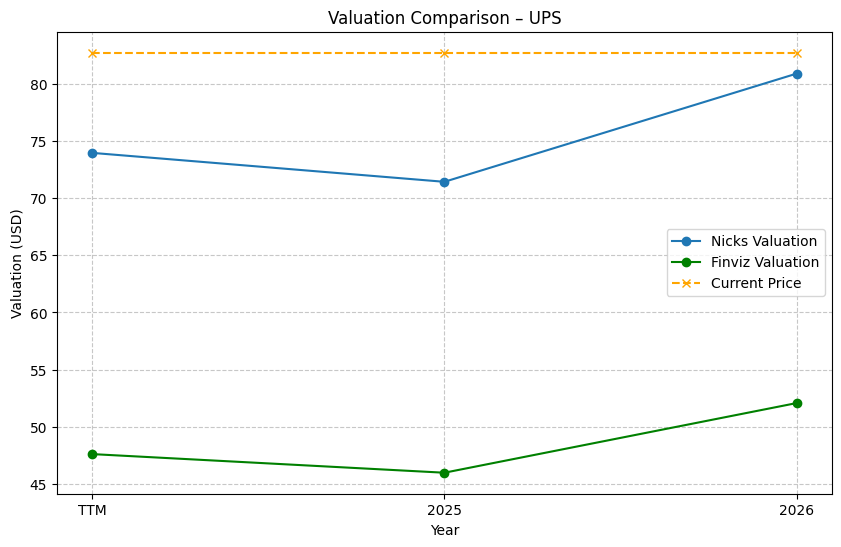 Valuation Comparison – UPS
Valuation (USD)
80
75
70
65
60
55
50
45
Nicks Valuation
Finviz Valuation
Current Price
TTM
2025
2026
Year